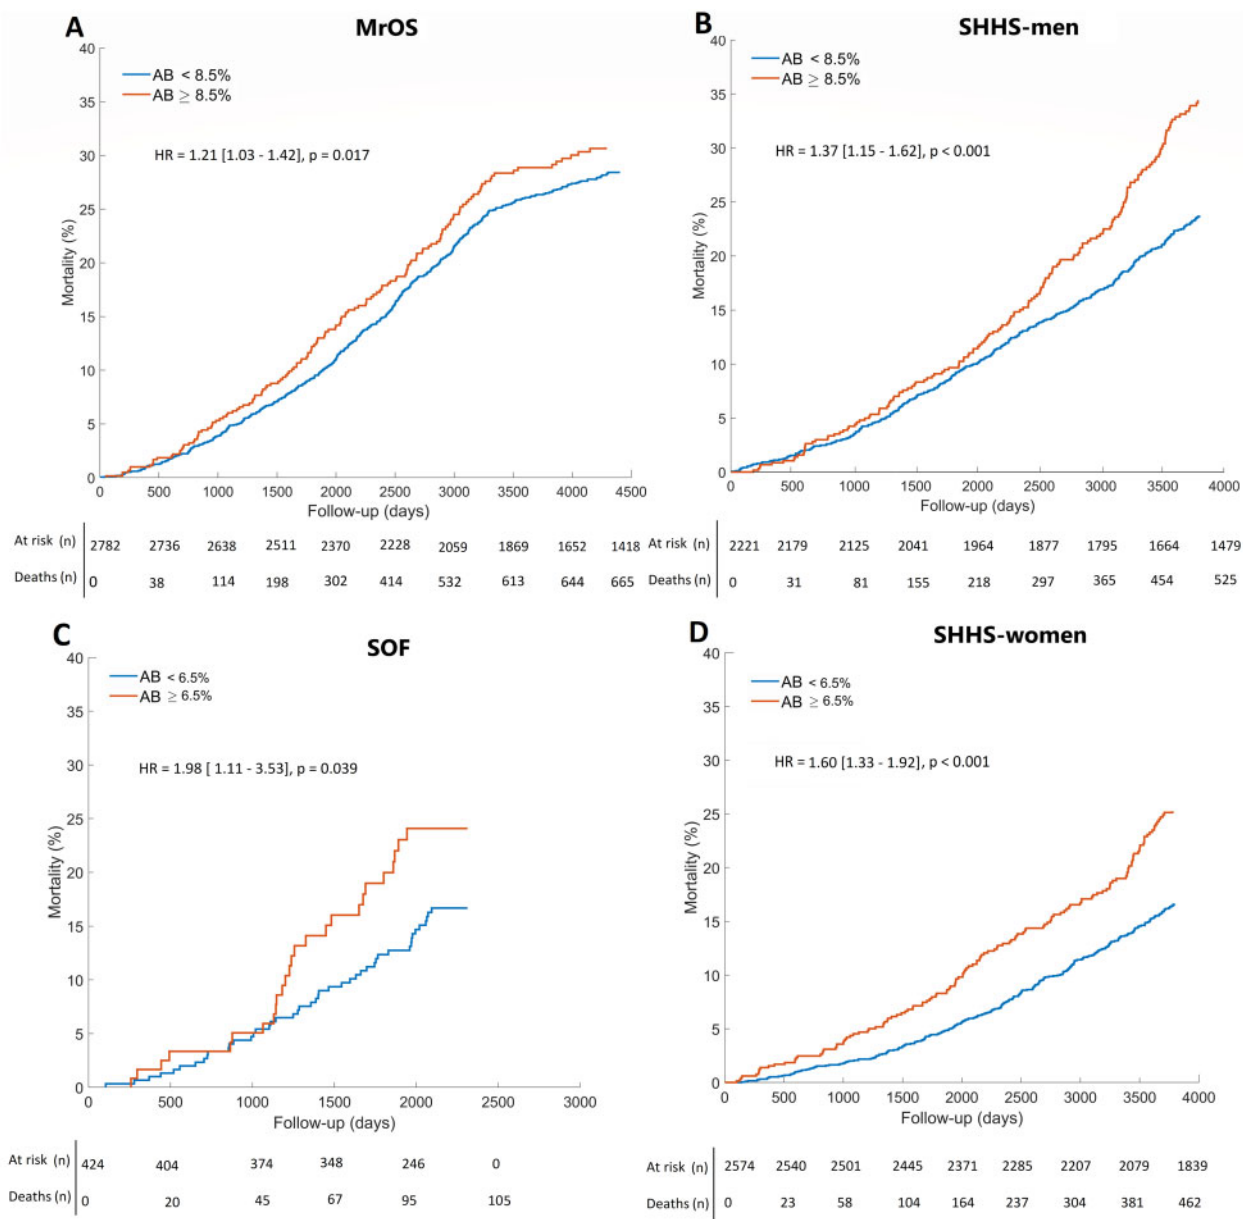 A
MrOS
AB < 8.5%
AB ≥ 8.5%
HR = 1.21 [1.03 - 1.42], p = 0.017
Mortality (%)
40
35
30
25
20
15
10
5
0
0 500 1000 1500 2000 2500 3000 3500 4000 4500
Follow-up (days)
At risk (n) 2782 2736 2638 2511 2370 2228 2059 1869 1652 1418
Deaths (n) 0 38 114 198 302 414 532 613 644 665
B
SHHS-men
AB < 8.5%
AB ≥ 8.5%
HR = 1.37 [1.15 - 1.62], p < 0.001
Mortality (%)
40
35
30
25
20
15
10
5
0
0 500 1000 1500 2000 2500 3000 3500 4000
Follow-up (days)
At risk (n) 2221 2179 2125 2041 1964 1877 1795 1664 1479
Deaths (n) 0 31 81 155 218 297 365 454 525
C
SOF
AB < 6.5%
AB ≥ 6.5%
HR = 1.98 [ 1.11 - 3.53], p = 0.039
Mortality (%)
40
35
30
25
20
15
10
5
0
0 500 1000 1500 2000 2500 3000
Follow-up (days)
At risk (n) 424 404 374 348 246 0
Deaths (n) 0 20 45 67 95 105
D
SHHS-women
AB < 6.5%
AB ≥ 6.5%
HR = 1.60 [1.33 - 1.92], p < 0.001
Mortality (%)
40
35
30
25
20
15
10
5
0
0 500 1000 1500 2000 2500 3000 3500 4000
Follow-up (days)
At risk (n) 2574 2540 2501 2445 2371 2285 2207 2079 1839
Deaths (n) 0 23 58 104 164 237 304 381 462